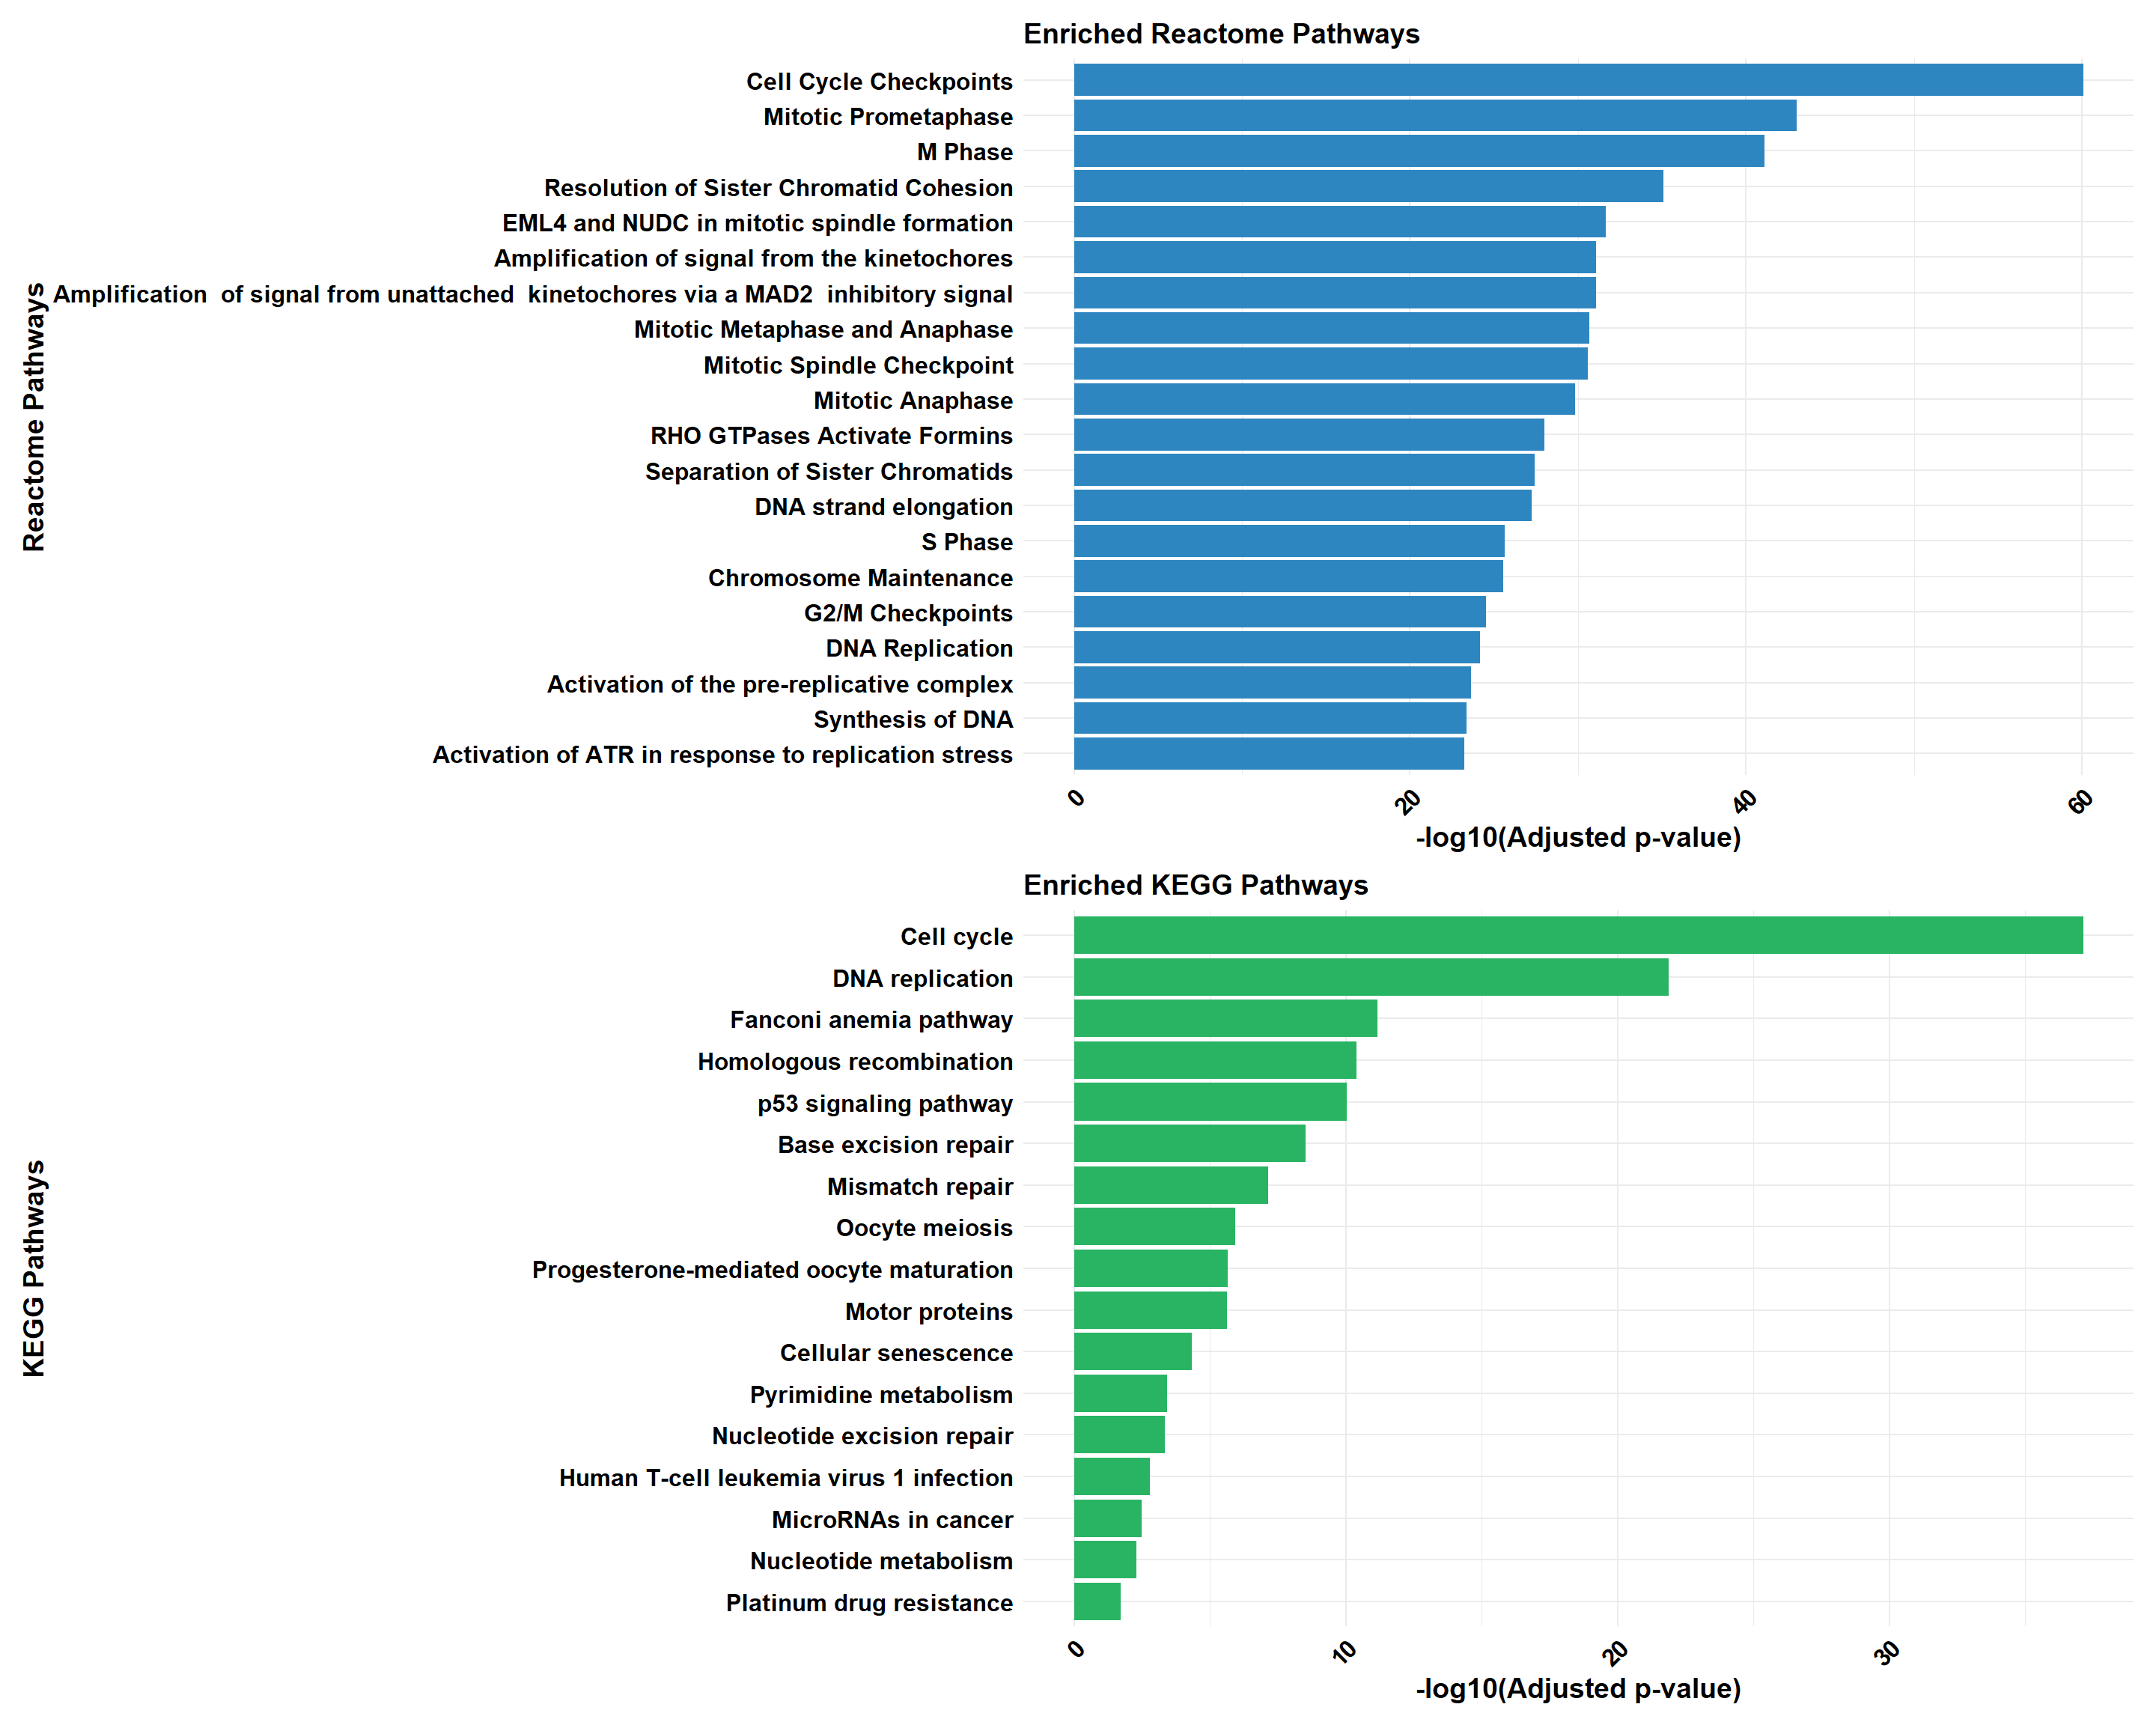 Enriched Reactome Pathways
Reactome Pathways
Cell Cycle Checkpoints
Mitotic Prometaphase
M Phase
Resolution of Sister Chromatid Cohesion
EML4 and NUDC in mitotic spindle formation
Amplification of signal from the kinetochores
Amplification  of signal from unattached  kinetochores via a MAD2  inhibitory signal
Mitotic Metaphase and Anaphase
Mitotic Spindle Checkpoint
Mitotic Anaphase
RHO GTPases Activate Formins
Separation of Sister Chromatids
DNA strand elongation
S Phase
Chromosome Maintenance
G2/M Checkpoints
DNA Replication
Activation of the pre-replicative complex
Synthesis of DNA
Activation of ATR in response to replication stress
0 20 40 60
-log10(Adjusted p-value)
Enriched KEGG Pathways
KEGG Pathways
Cell cycle
DNA replication
Fanconi anemia pathway
Homologous recombination
p53 signaling pathway
Base excision repair
Mismatch repair
Oocyte meiosis
Progesterone-mediated oocyte maturation
Motor proteins
Cellular senescence
Pyrimidine metabolism
Nucleotide excision repair
Human T-cell leukemia virus 1 infection
MicroRNAs in cancer
Nucleotide metabolism
Platinum drug resistance
0 10 20 30
-log10(Adjusted p-value)